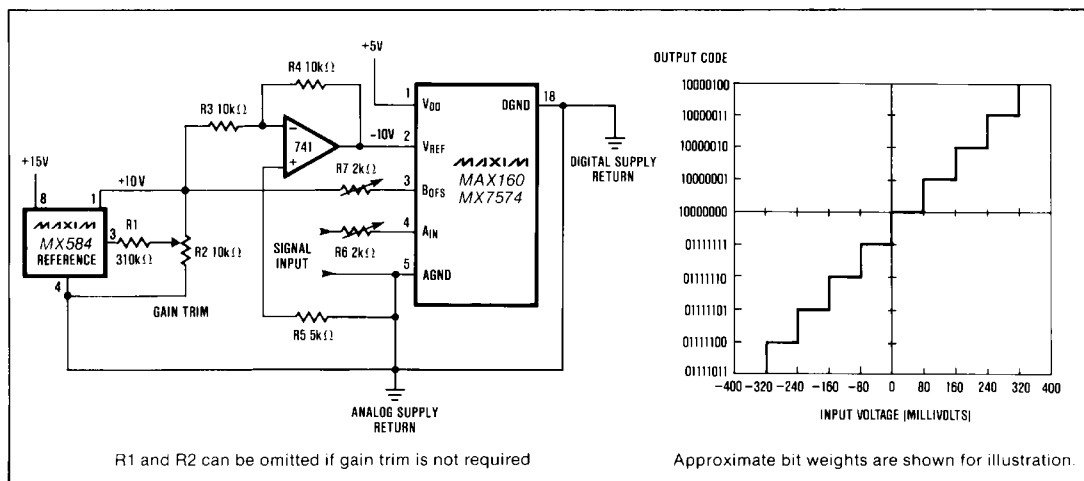 +5V
R4 10kΩ
1
VDD
DGND
18
R3 10kΩ
−
741
+
-10V
2
VREF
DIGITAL SUPPLY
RETURN
+15V
+10V
R7 2kΩ
3
BOFS
MAXIM
MAX160
MX7574
8
1
MAXIM
MX584
REFERENCE
3
R1
310kΩ
R2 10kΩ
4
AIN
SIGNAL
INPUT
R6 2kΩ
5
AGND
4
GAIN TRIM
R5 5kΩ
ANALOG SUPPLY
RETURN
R1 and R2 can be omitted if gain trim is not required
OUTPUT CODE
10000100
10000011
10000010
10000001
10000000
01111111
01111110
01111101
01111100
01111011
−400 −320 −240 −160 −80 0 80 160 240 320 400
INPUT VOLTAGE |MILLIVOLTS|
Approximate bit weights are shown for illustration.